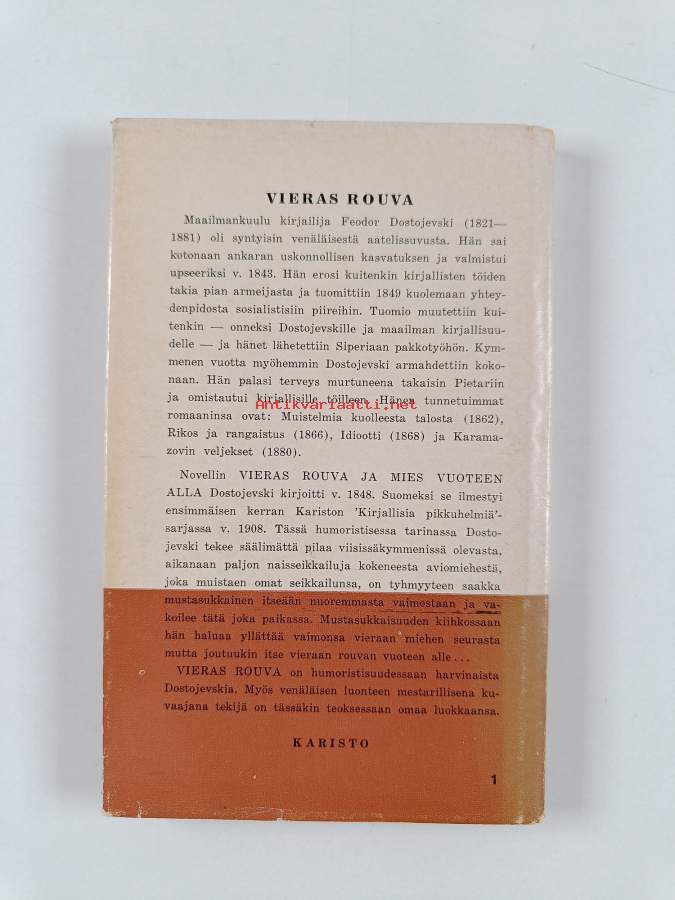 VIERAS ROUVA
Maailmankuulu kirjailija Feodor Dostojevski (1821—
1881) oli syntyisin venäläisestä aatelissuvusta. Hän sai
kotonaan ankaran uskonnollisen kasvatuksen ja valmistui
upseeriksi v. 1843. Hän erosi kuitenkin kirjallisten töiden
takia pian armeijasta ja tuomittiin 1849 kuolemaan yhtey-
denpidosta sosialistisiin piireihin. Tuomio muutettiin kui-
tenkin — onneksi Dostojevskille ja maailman kirjallisuu-
delle — ja hänet lähetettiin Siperiaan pakkotyöhön. Kym-
menen vuotta myöhemmin Dostojevski armahdettiin koko-
naan. Hän palasi terveys murtuneena takaisin Pietariin
ja omistautui kirjallisille töilleen. Hänen tunnetuimmat
Antikvariaatti.net
romaaninsa ovat: Muistelmia kuolleesta talosta (1862),
Rikos ja rangaistus (1866), Idiootti (1868) ja Karama-
zovin veljekset (1880).
Novellin VIERAS ROUVA JA MIES VUOTEEN
ALLA Dostojevski kirjoitti v. 1848. Suomeksi se ilmestyi
ensimmäisen kerran Kariston 'Kirjallisia pikkuhelmiä'-
sarjassa v. 1908. Tässä humoristisessa tarinassa Dosto-
jevski tekee säälimättä pilaa viisissäkymmenissä olevasta,
aikanaan paljon naisseikkailuja kokeneesta aviomiehestä,
joka muistaen omat seikkailunsa, on tyhmyyteen saakka
mustasukkainen itseään nuoremmasta vaimostaan ja va-
koilee tätä joka paikassa. Mustasukkaisuuden kiihkossaan
hän haluaa yllättää vaimonsa vieraan miehen seurasta
mutta joutuukin itse vieraan rouvan vuoteen alle...
VIERAS ROUVA on humoristisuudessaan harvinaista
Dostojevskia. Myös venäläisen luonteen mestarillisena ku-
vaajana tekijä on tässäkin teoksessaan omaa luokkaansa.
KARISTO
1